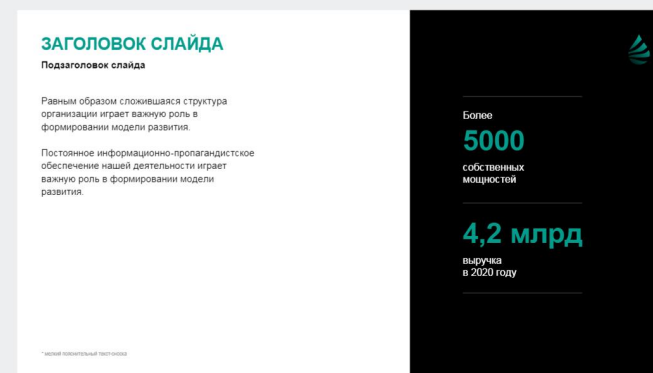 ЗАГОЛОВОК СЛАЙДА
Подзаголовок слайда
Равным образом сложившаяся структура
организации играет важную роль в
формировании модели развития.
Постоянное информационно-пропагандистское
обеспечение нашей деятельности играет
важную роль в формировании модели
развития.
Более
5000
собственных
мощностей
4,2 млрд
выручка
в 2020 году